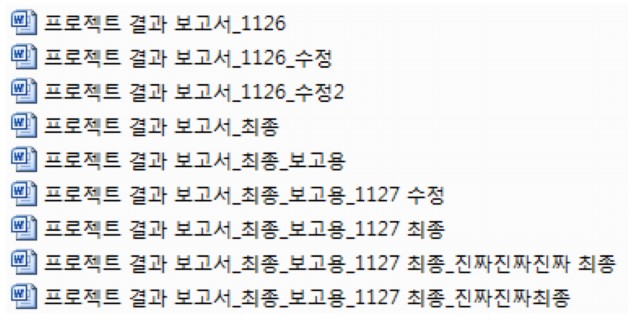 프로젝트 결과 보고서_1126
프로젝트 결과 보고서_1126_수정
프로젝트 결과 보고서_1126_수정2
프로젝트 결과 보고서_최종
프로젝트 결과 보고서_최종_보고용
프로젝트 결과 보고서_최종_보고용_1127 수정
프로젝트 결과 보고서_최종_보고용_1127 최종
프로젝트 결과 보고서_최종_보고용_1127 최종_진짜진짜진짜 최종
프로젝트 결과 보고서_최종_보고용_1127 최종_진짜진짜최종